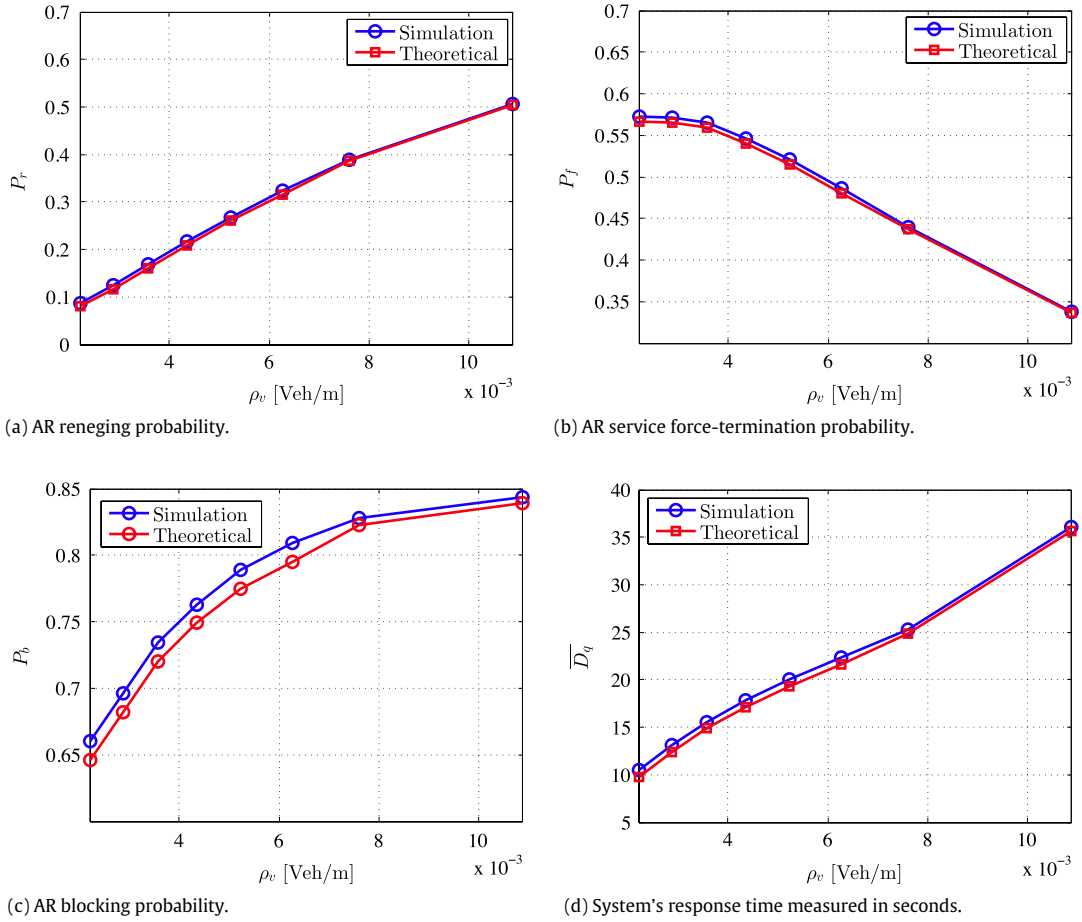 0.7
0.6
0.5
0.4
0.3
0.2
0.1
0
P_r
Simulation
Theoretical
4 6 8 10
x 10^-3
ρ_v [Veh/m]
(a) AR reneging probability.
0.7
0.65
0.6
0.55
0.5
0.45
0.4
0.35
P_f
Simulation
Theoretical
4 6 8 10
x 10^-3
ρ_v [Veh/m]
(b) AR service force-termination probability.
0.85
0.8
0.75
0.7
0.65
P_b
Simulation
Theoretical
4 6 8 10
x 10^-3
ρ_v [Veh/m]
(c) AR blocking probability.
40
35
30
25
20
15
10
5
D̅_q
Simulation
Theoretical
4 6 8 10
x 10^-3
ρ_v [Veh/m]
(d) System's response time measured in seconds.